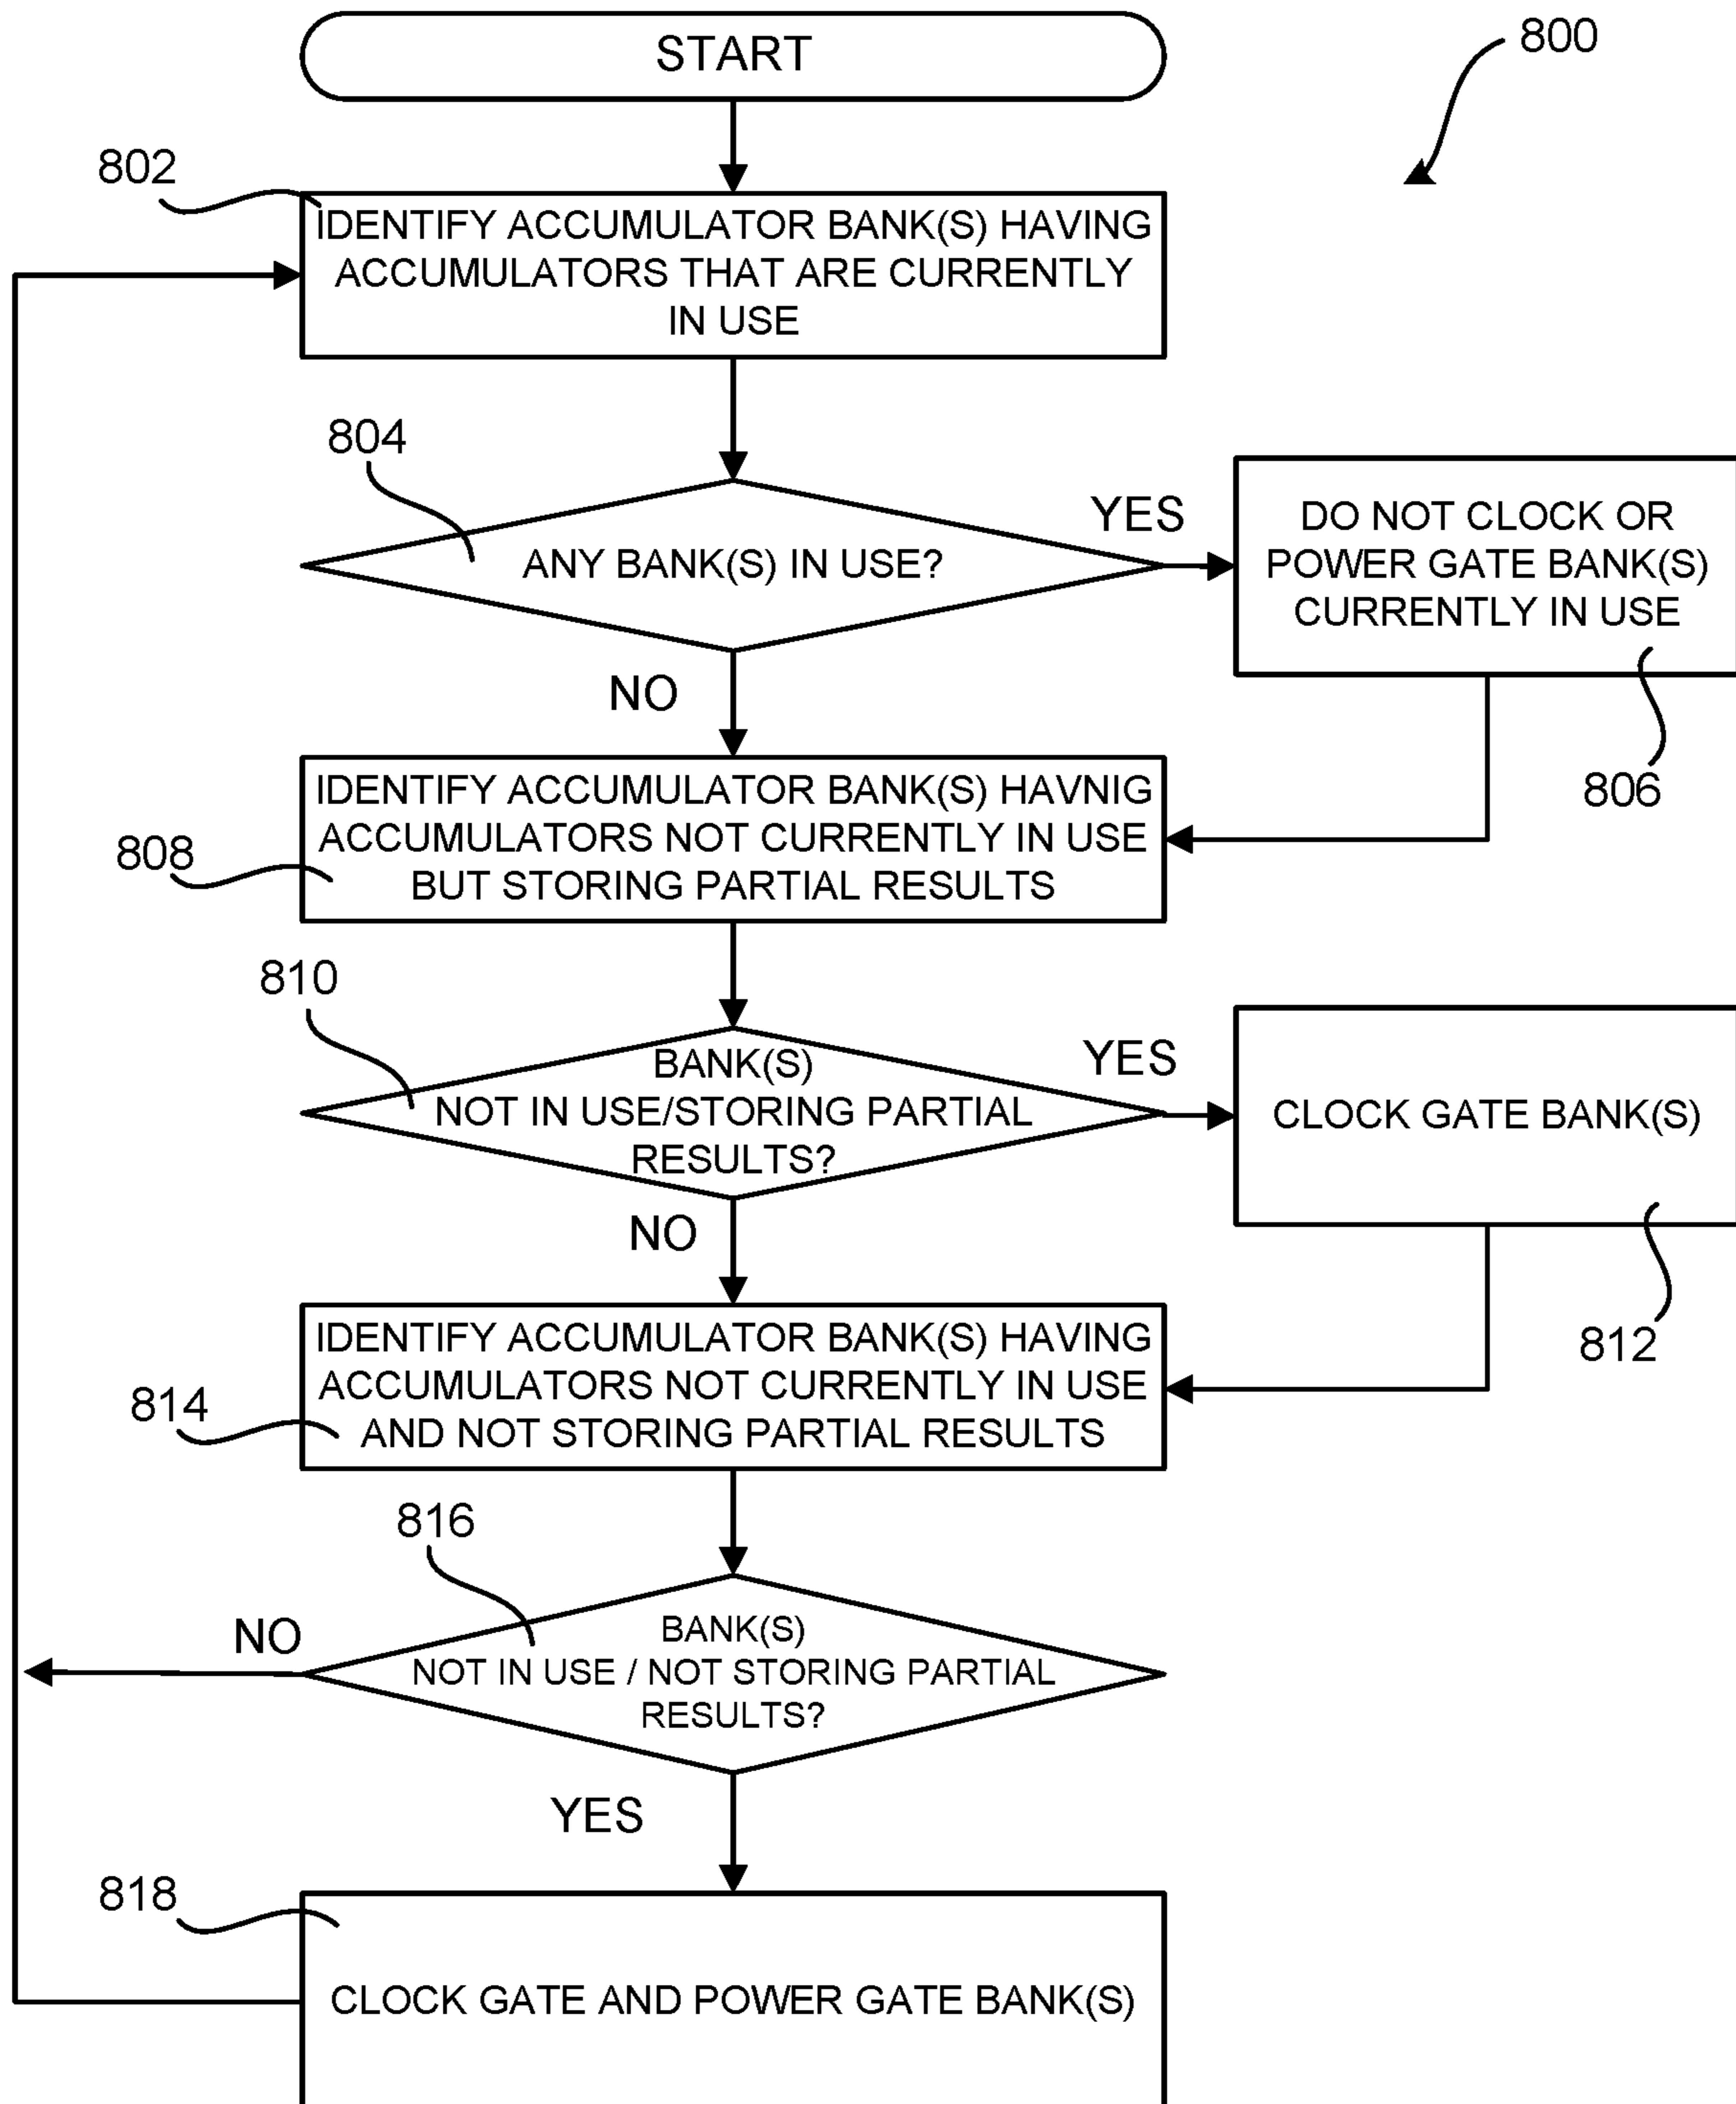 START
800
802
IDENTIFY ACCUMULATOR BANK(S) HAVING
ACCUMULATORS THAT ARE CURRENTLY
IN USE
804
ANY BANK(S) IN USE?
YES
DO NOT CLOCK OR
POWER GATE BANK(S)
CURRENTLY IN USE
806
NO
IDENTIFY ACCUMULATOR BANK(S) HAVNIG
ACCUMULATORS NOT CURRENTLY IN USE
BUT STORING PARTIAL RESULTS
808
810
BANK(S)
NOT IN USE/STORING PARTIAL
RESULTS?
YES
CLOCK GATE BANK(S)
812
NO
IDENTIFY ACCUMULATOR BANK(S) HAVING
ACCUMULATORS NOT CURRENTLY IN USE
AND NOT STORING PARTIAL RESULTS
814
816
BANK(S)
NOT IN USE / NOT STORING PARTIAL
RESULTS?
NO
YES
818
CLOCK GATE AND POWER GATE BANK(S)